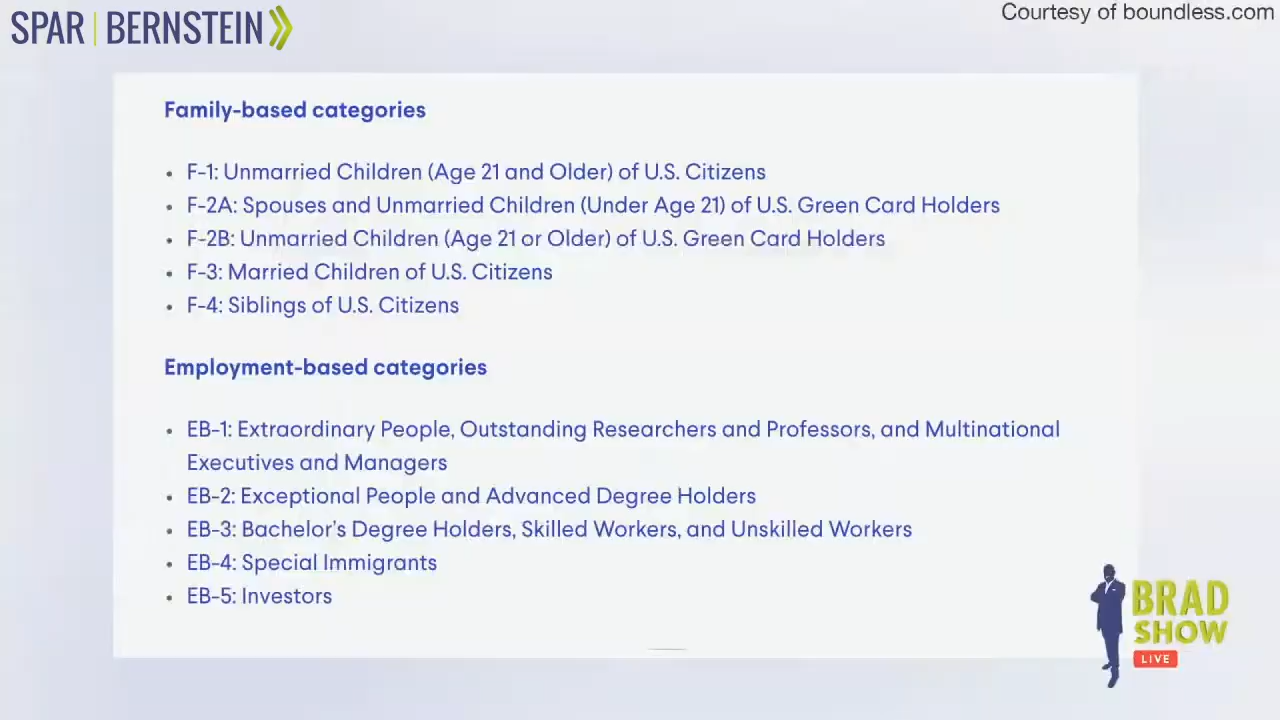 SPAR | BERNSTEIN
Courtesy of boundless.com
Family-based categories
• F-1: Unmarried Children (Age 21 and Older) of U.S. Citizens
• F-2A: Spouses and Unmarried Children (Under Age 21) of U.S. Green Card Holders
• F-2B: Unmarried Children (Age 21 or Older) of U.S. Green Card Holders
• F-3: Married Children of U.S. Citizens
• F-4: Siblings of U.S. Citizens
Employment-based categories
• EB-1: Extraordinary People, Outstanding Researchers and Professors, and Multinational
Executives and Managers
• EB-2: Exceptional People and Advanced Degree Holders
• EB-3: Bachelor’s Degree Holders, Skilled Workers, and Unskilled Workers
• EB-4: Special Immigrants
• EB-5: Investors
BRAD
SHOW
LIVE